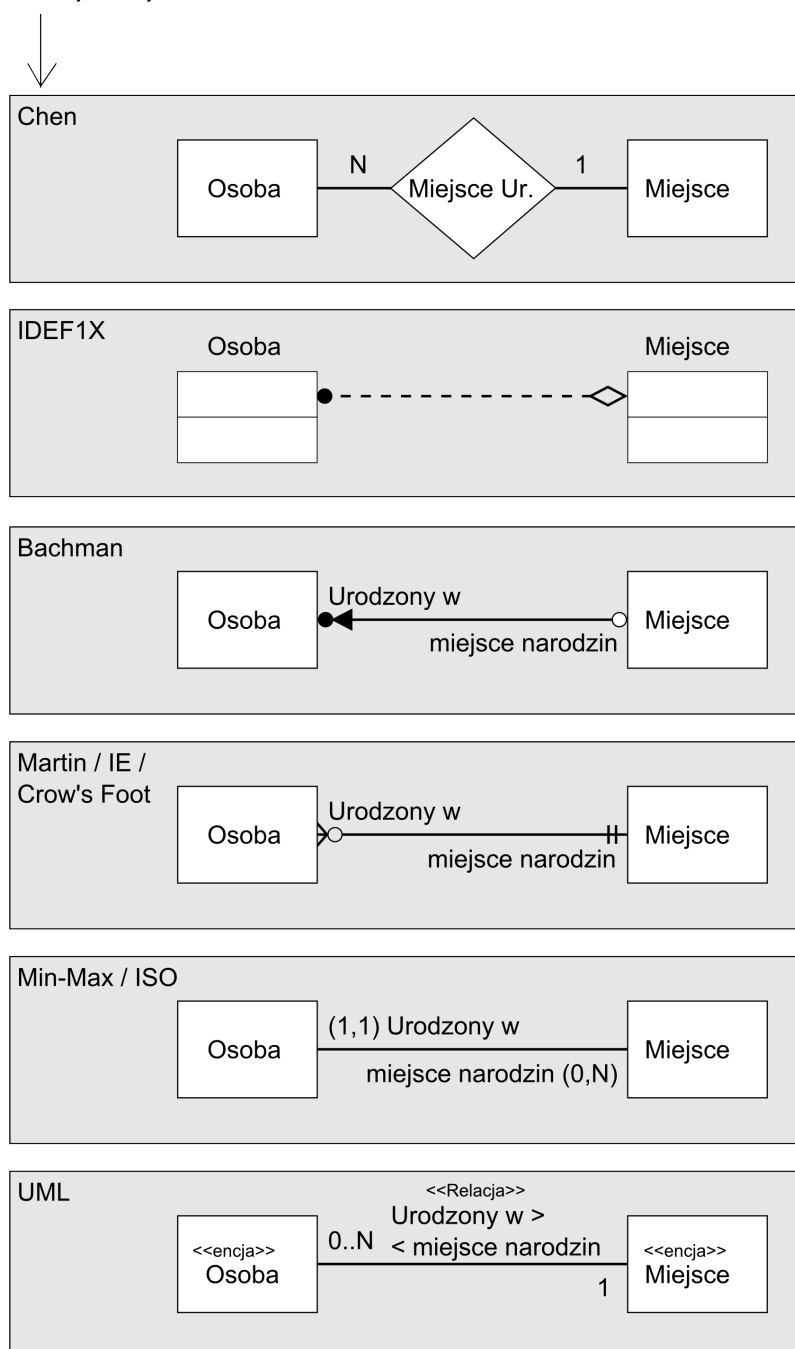 Chen
Osoba
N
Miejsce Ur.
1
Miejsce
IDEF1X
Osoba
Miejsce
Bachman
Osoba
Urodzony w
miejsce narodzin
Miejsce
Martin / IE /
Crow's Foot
Osoba
Urodzony w
miejsce narodzin
Miejsce
Min-Max / ISO
Osoba
(1,1) Urodzony w
miejsce narodzin (0,N)
Miejsce
UML
<<encja>>
Osoba
0..N
<<Relacja>>
Urodzony w >
< miejsce narodzin
1
<<encja>>
Miejsce